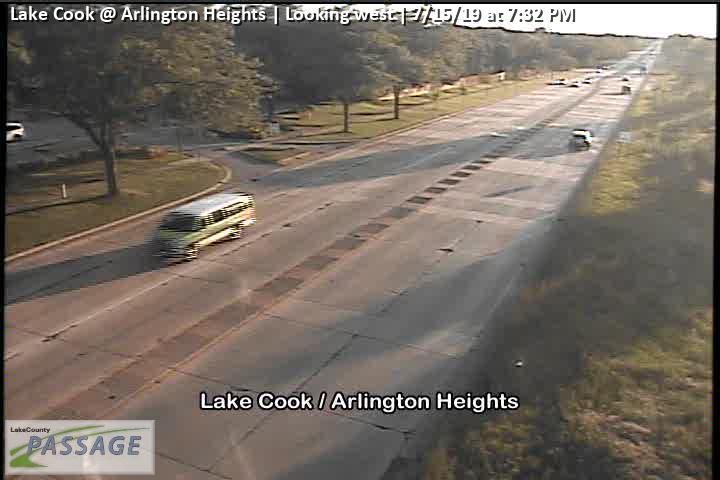 Lake Cook @ Arlington Heights | Looking west | 7/15/19 at 7:32 PM
Lake Cook / Arlington Heights
LakeCounty
PASSAGE